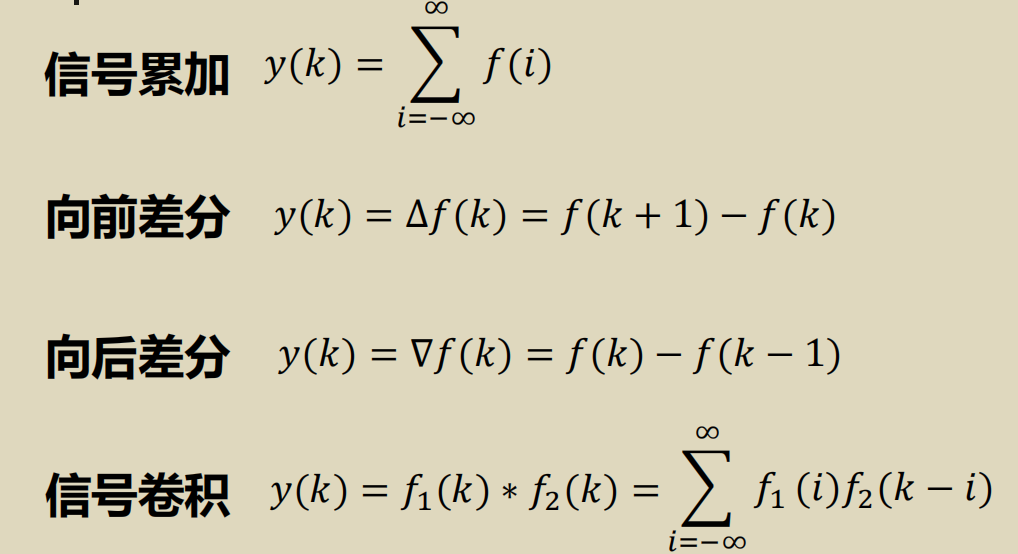 信号累加 y(k) = ∑_{i=−∞}^{∞} f(i)
向前差分 y(k) = Δf(k) = f(k + 1) − f(k)
向后差分 y(k) = ∇f(k) = f(k) − f(k − 1)
信号卷积 y(k) = f₁(k) ∗ f₂(k) = ∑_{i=−∞}^{∞} f₁(i)f₂(k − i)